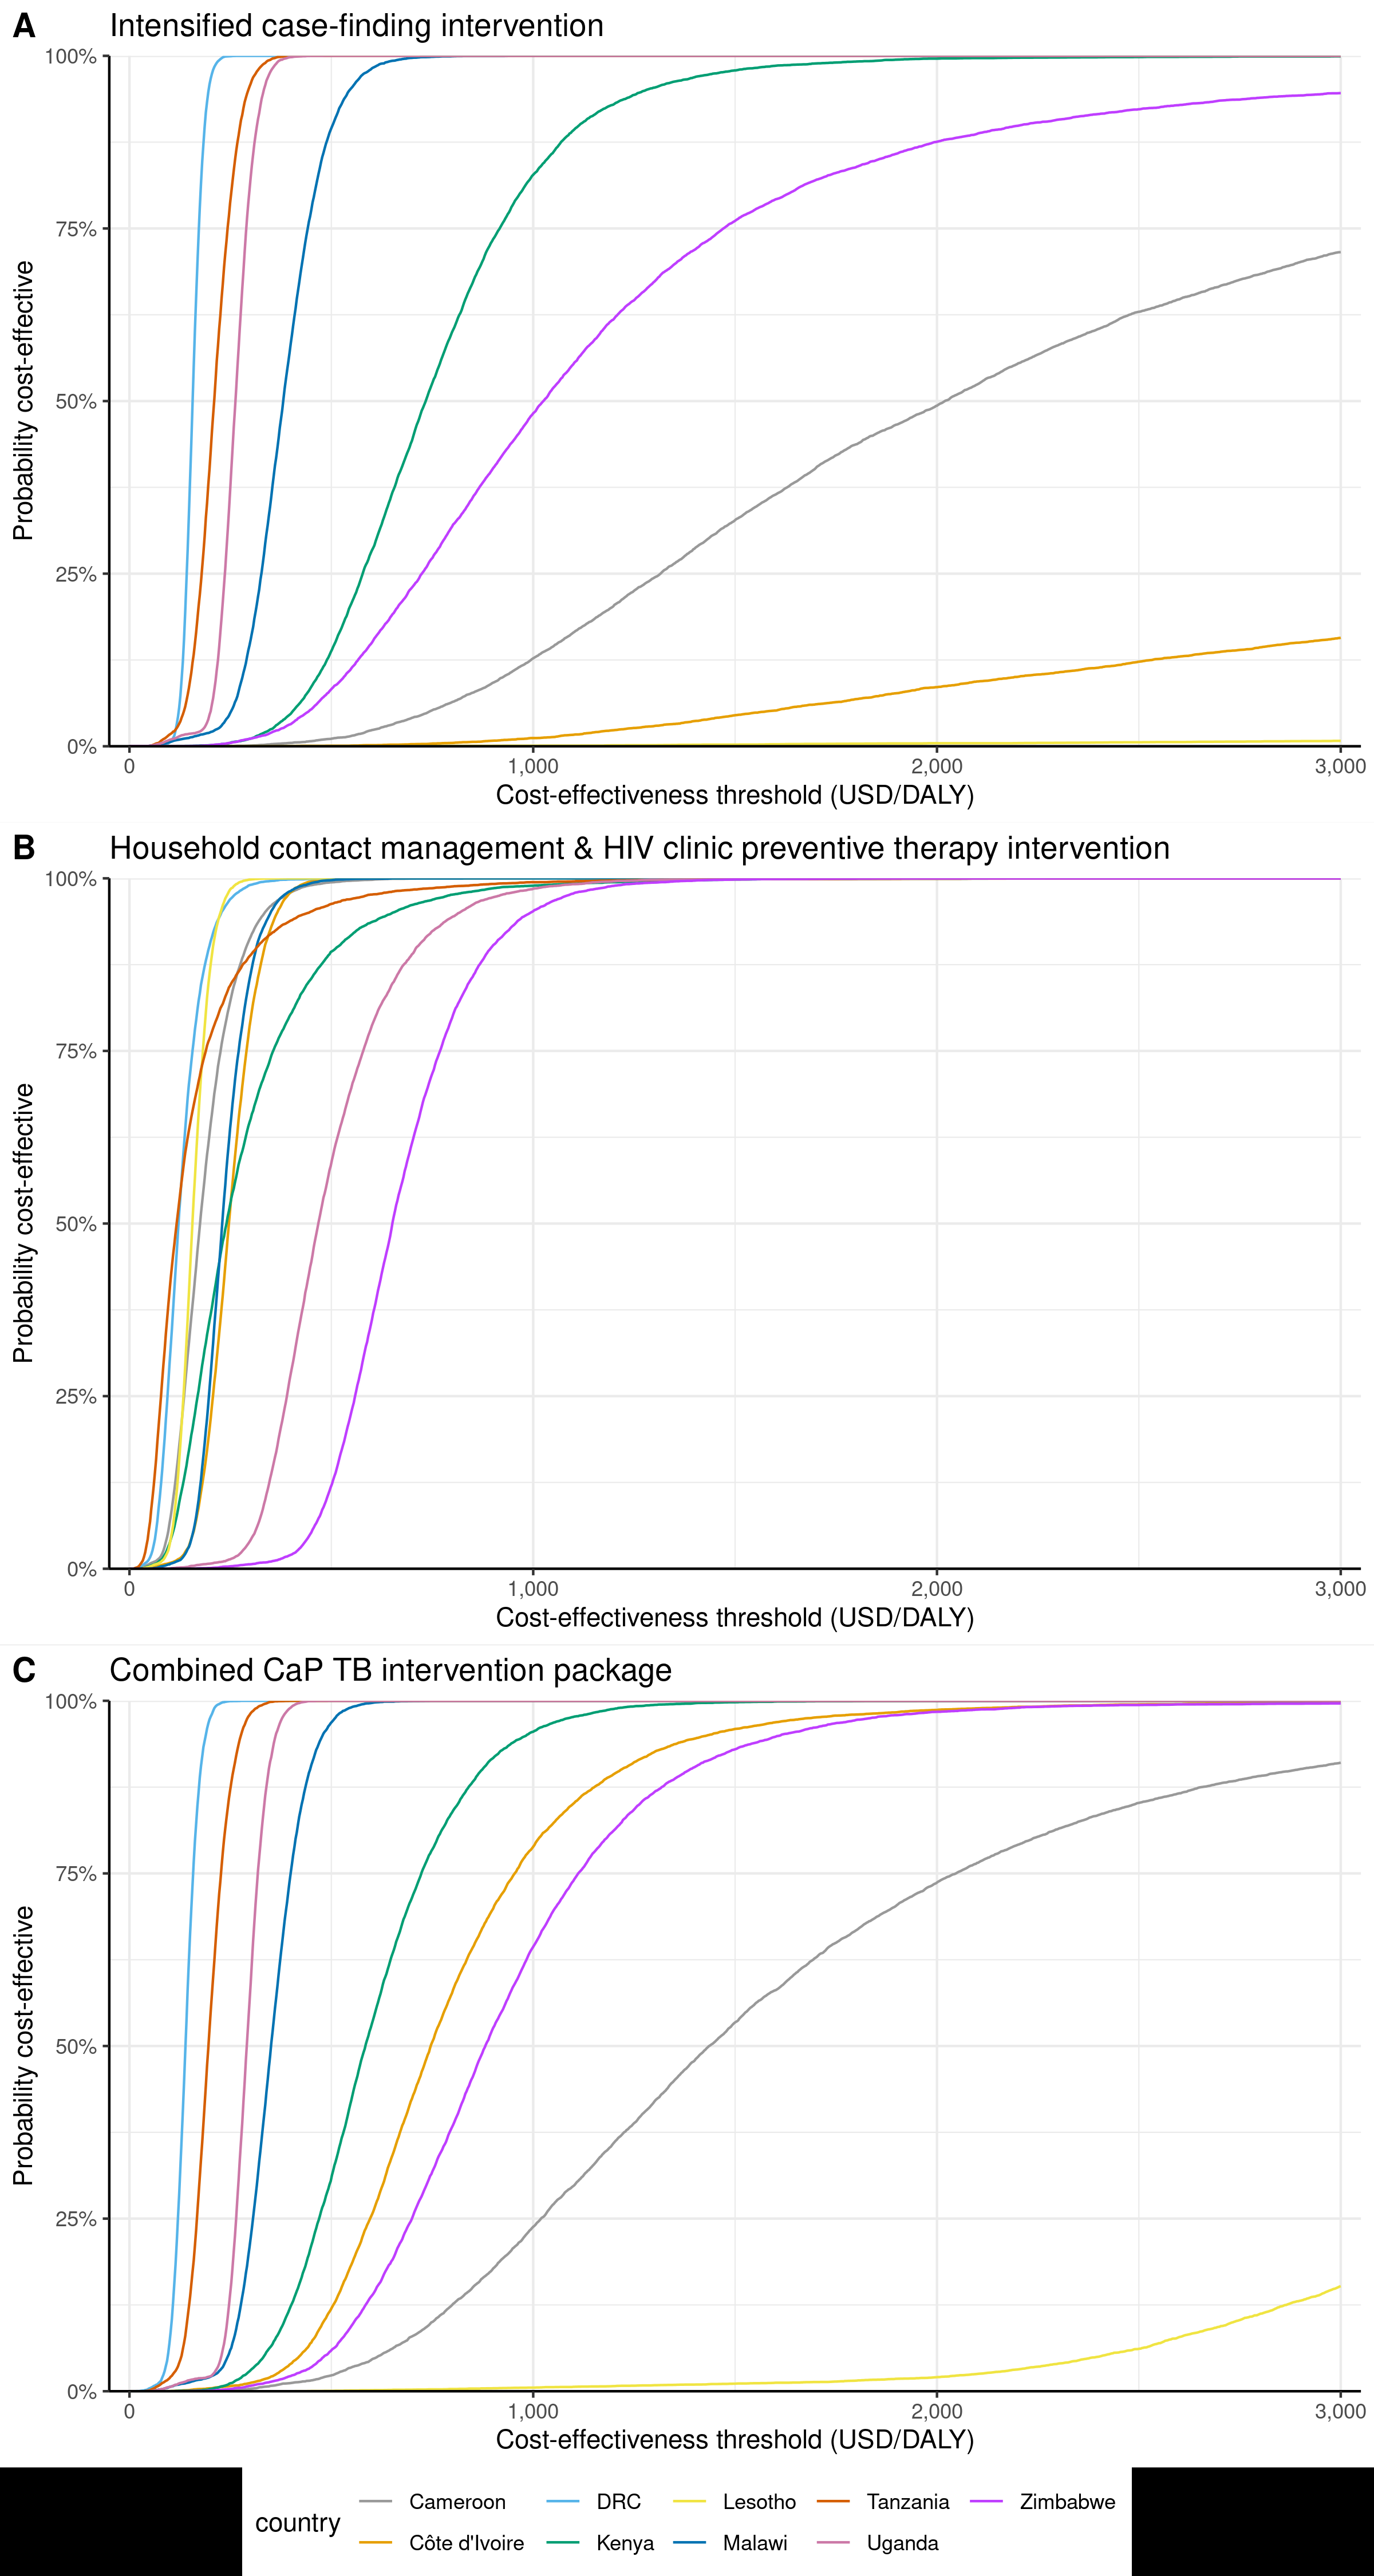 A Intensified case-finding intervention
100%
75%
50%
25%
0%
Probability cost-effective
0 1,000 2,000 3,000
Cost-effectiveness threshold (USD/DALY)
B Household contact management & HIV clinic preventive therapy intervention
100%
75%
50%
25%
0%
Probability cost-effective
0 1,000 2,000 3,000
Cost-effectiveness threshold (USD/DALY)
C Combined CaP TB intervention package
100%
75%
50%
25%
0%
Probability cost-effective
0 1,000 2,000 3,000
Cost-effectiveness threshold (USD/DALY)
country
Cameroon DRC Lesotho Tanzania Zimbabwe
Côte d'Ivoire Kenya Malawi Uganda